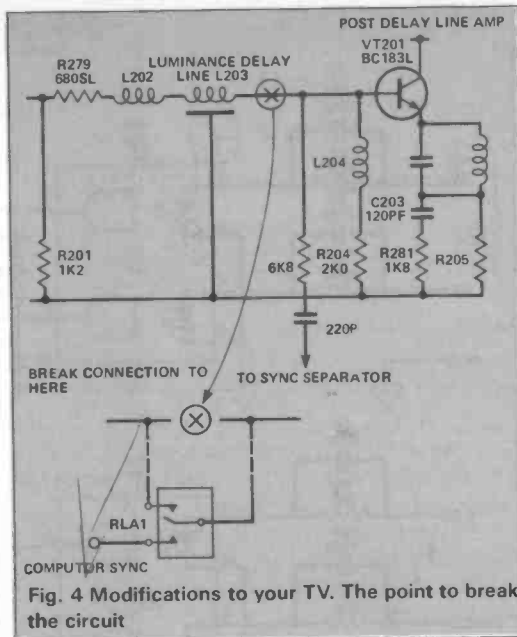 POST DELAY LINE AMP
VT201
BC183L
R279
680SL
L202
LUMINANCE DELAY
LINE L203
L204
C203
120PF
R201
1K2
6K8
R204
2K0
R281
1K8
R205
220P
BREAK CONNECTION TO
HERE
TO SYNC SEPARATOR
RLA1
COMPUTOR SYNC
Fig. 4 Modifications to your TV. The point to break
the circuit